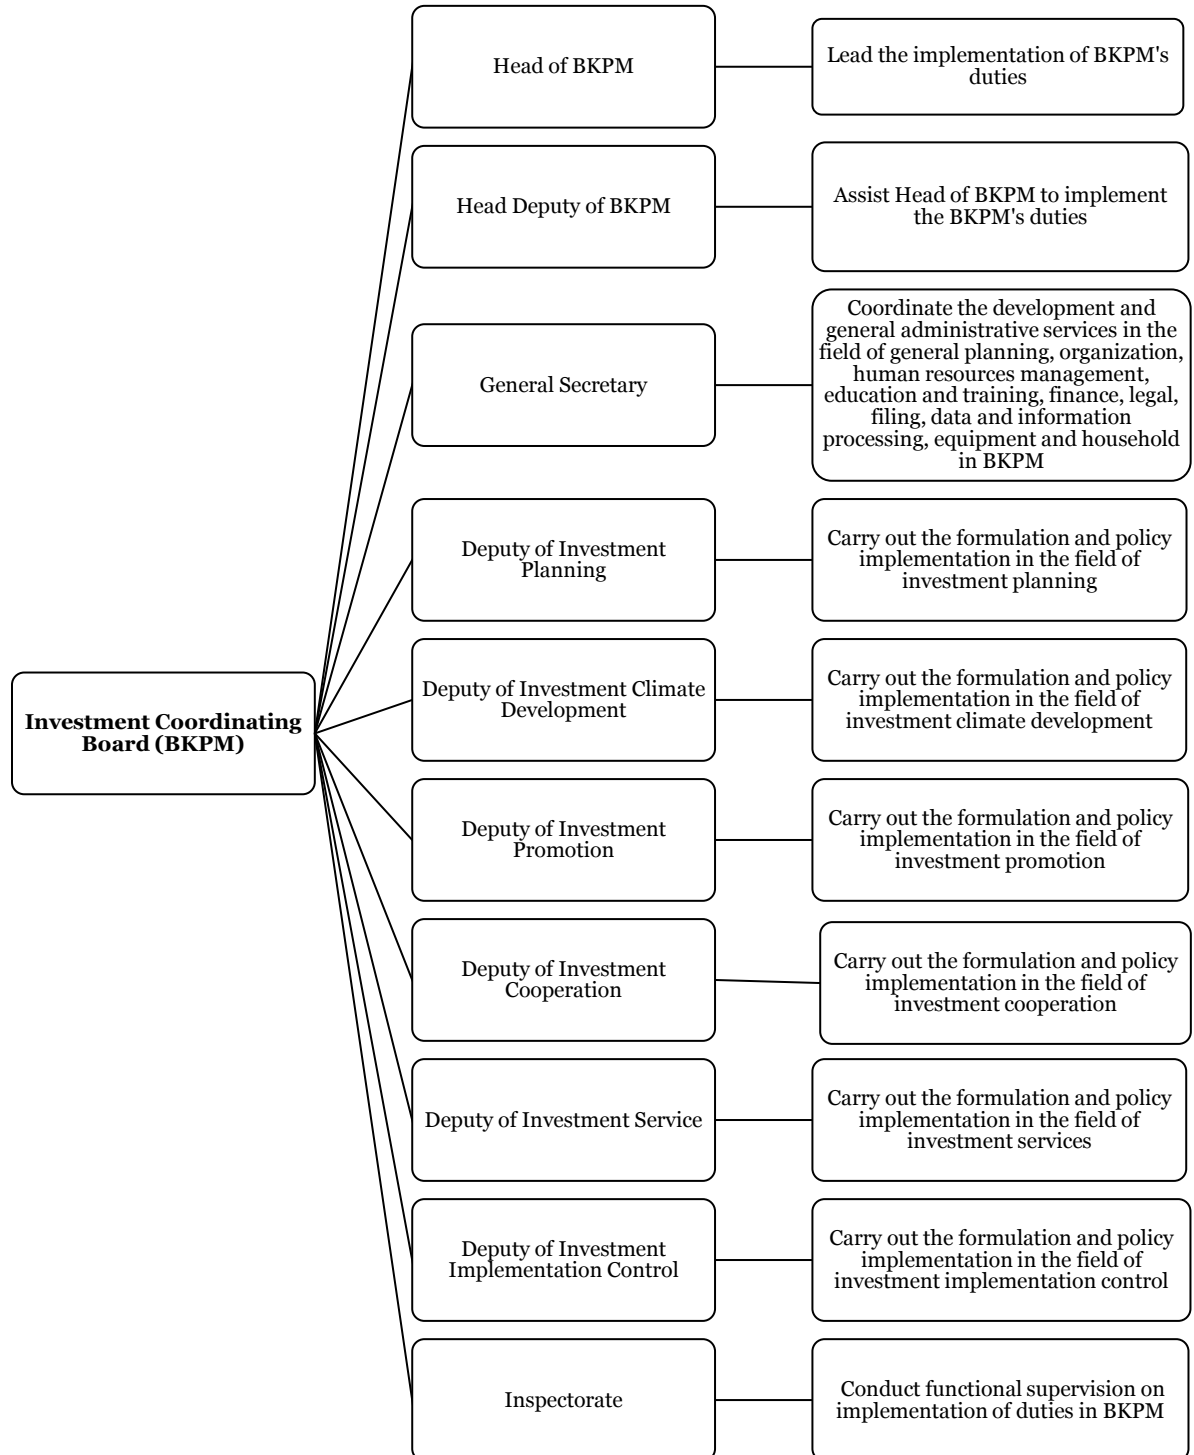 Head of BKPM
Lead the implementation of BKPM's
duties
Head Deputy of BKPM
Assist Head of BKPM to implement
the BKPM's duties
General Secretary
Coordinate the development and
general administrative services in the
field of general planning, organization,
human resources management,
education and training, finance, legal,
filing, data and information
processing, equipment and household
in BKPM
Deputy of Investment
Planning
Carry out the formulation and policy
implementation in the field of
investment planning
Investment Coordinating
Board (BKPM)
Deputy of Investment Climate
Development
Carry out the formulation and policy
implementation in the field of
investment climate development
Deputy of Investment
Promotion
Carry out the formulation and policy
implementation in the field of
investment promotion
Deputy of Investment
Cooperation
Carry out the formulation and policy
implementation in the field of
investment cooperation
Deputy of Investment Service
Carry out the formulation and policy
implementation in the field of
investment services
Deputy of Investment
Implementation Control
Carry out the formulation and policy
implementation in the field of
investment implementation control
Inspectorate
Conduct functional supervision on
implementation of duties in BKPM